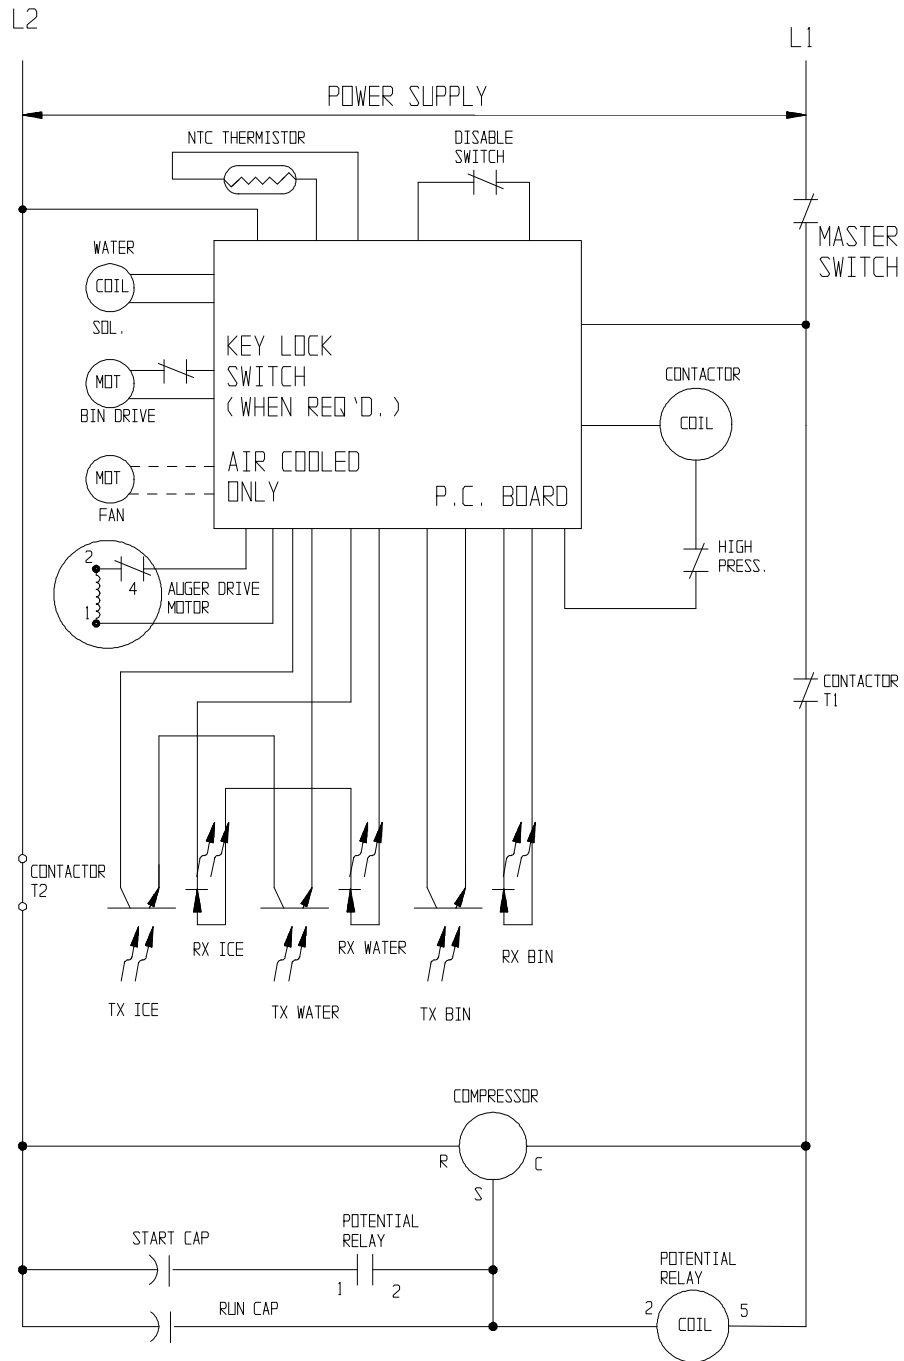 L2
L1
POWER SUPPLY
NTC THERMISTOR
DISABLE
SWITCH
MASTER
SWITCH
WATER
COIL
SOL.
KEY LOCK
SWITCH
(WHEN REQ'D.)
MOT
BIN DRIVE
CONTACTOR
COIL
AIR COOLED
ONLY
MOT
FAN
P.C. BOARD
HIGH
PRESS.
2
4
1
AUGER DRIVE
MOTOR
CONTACTOR
T1
CONTACTOR
T2
RX ICE
RX WATER
RX BIN
TX ICE
TX WATER
TX BIN
COMPRESSOR
R
C
S
START CAP
POTENTIAL
RELAY
1
2
POTENTIAL
RELAY
RUN CAP
2
COIL
5